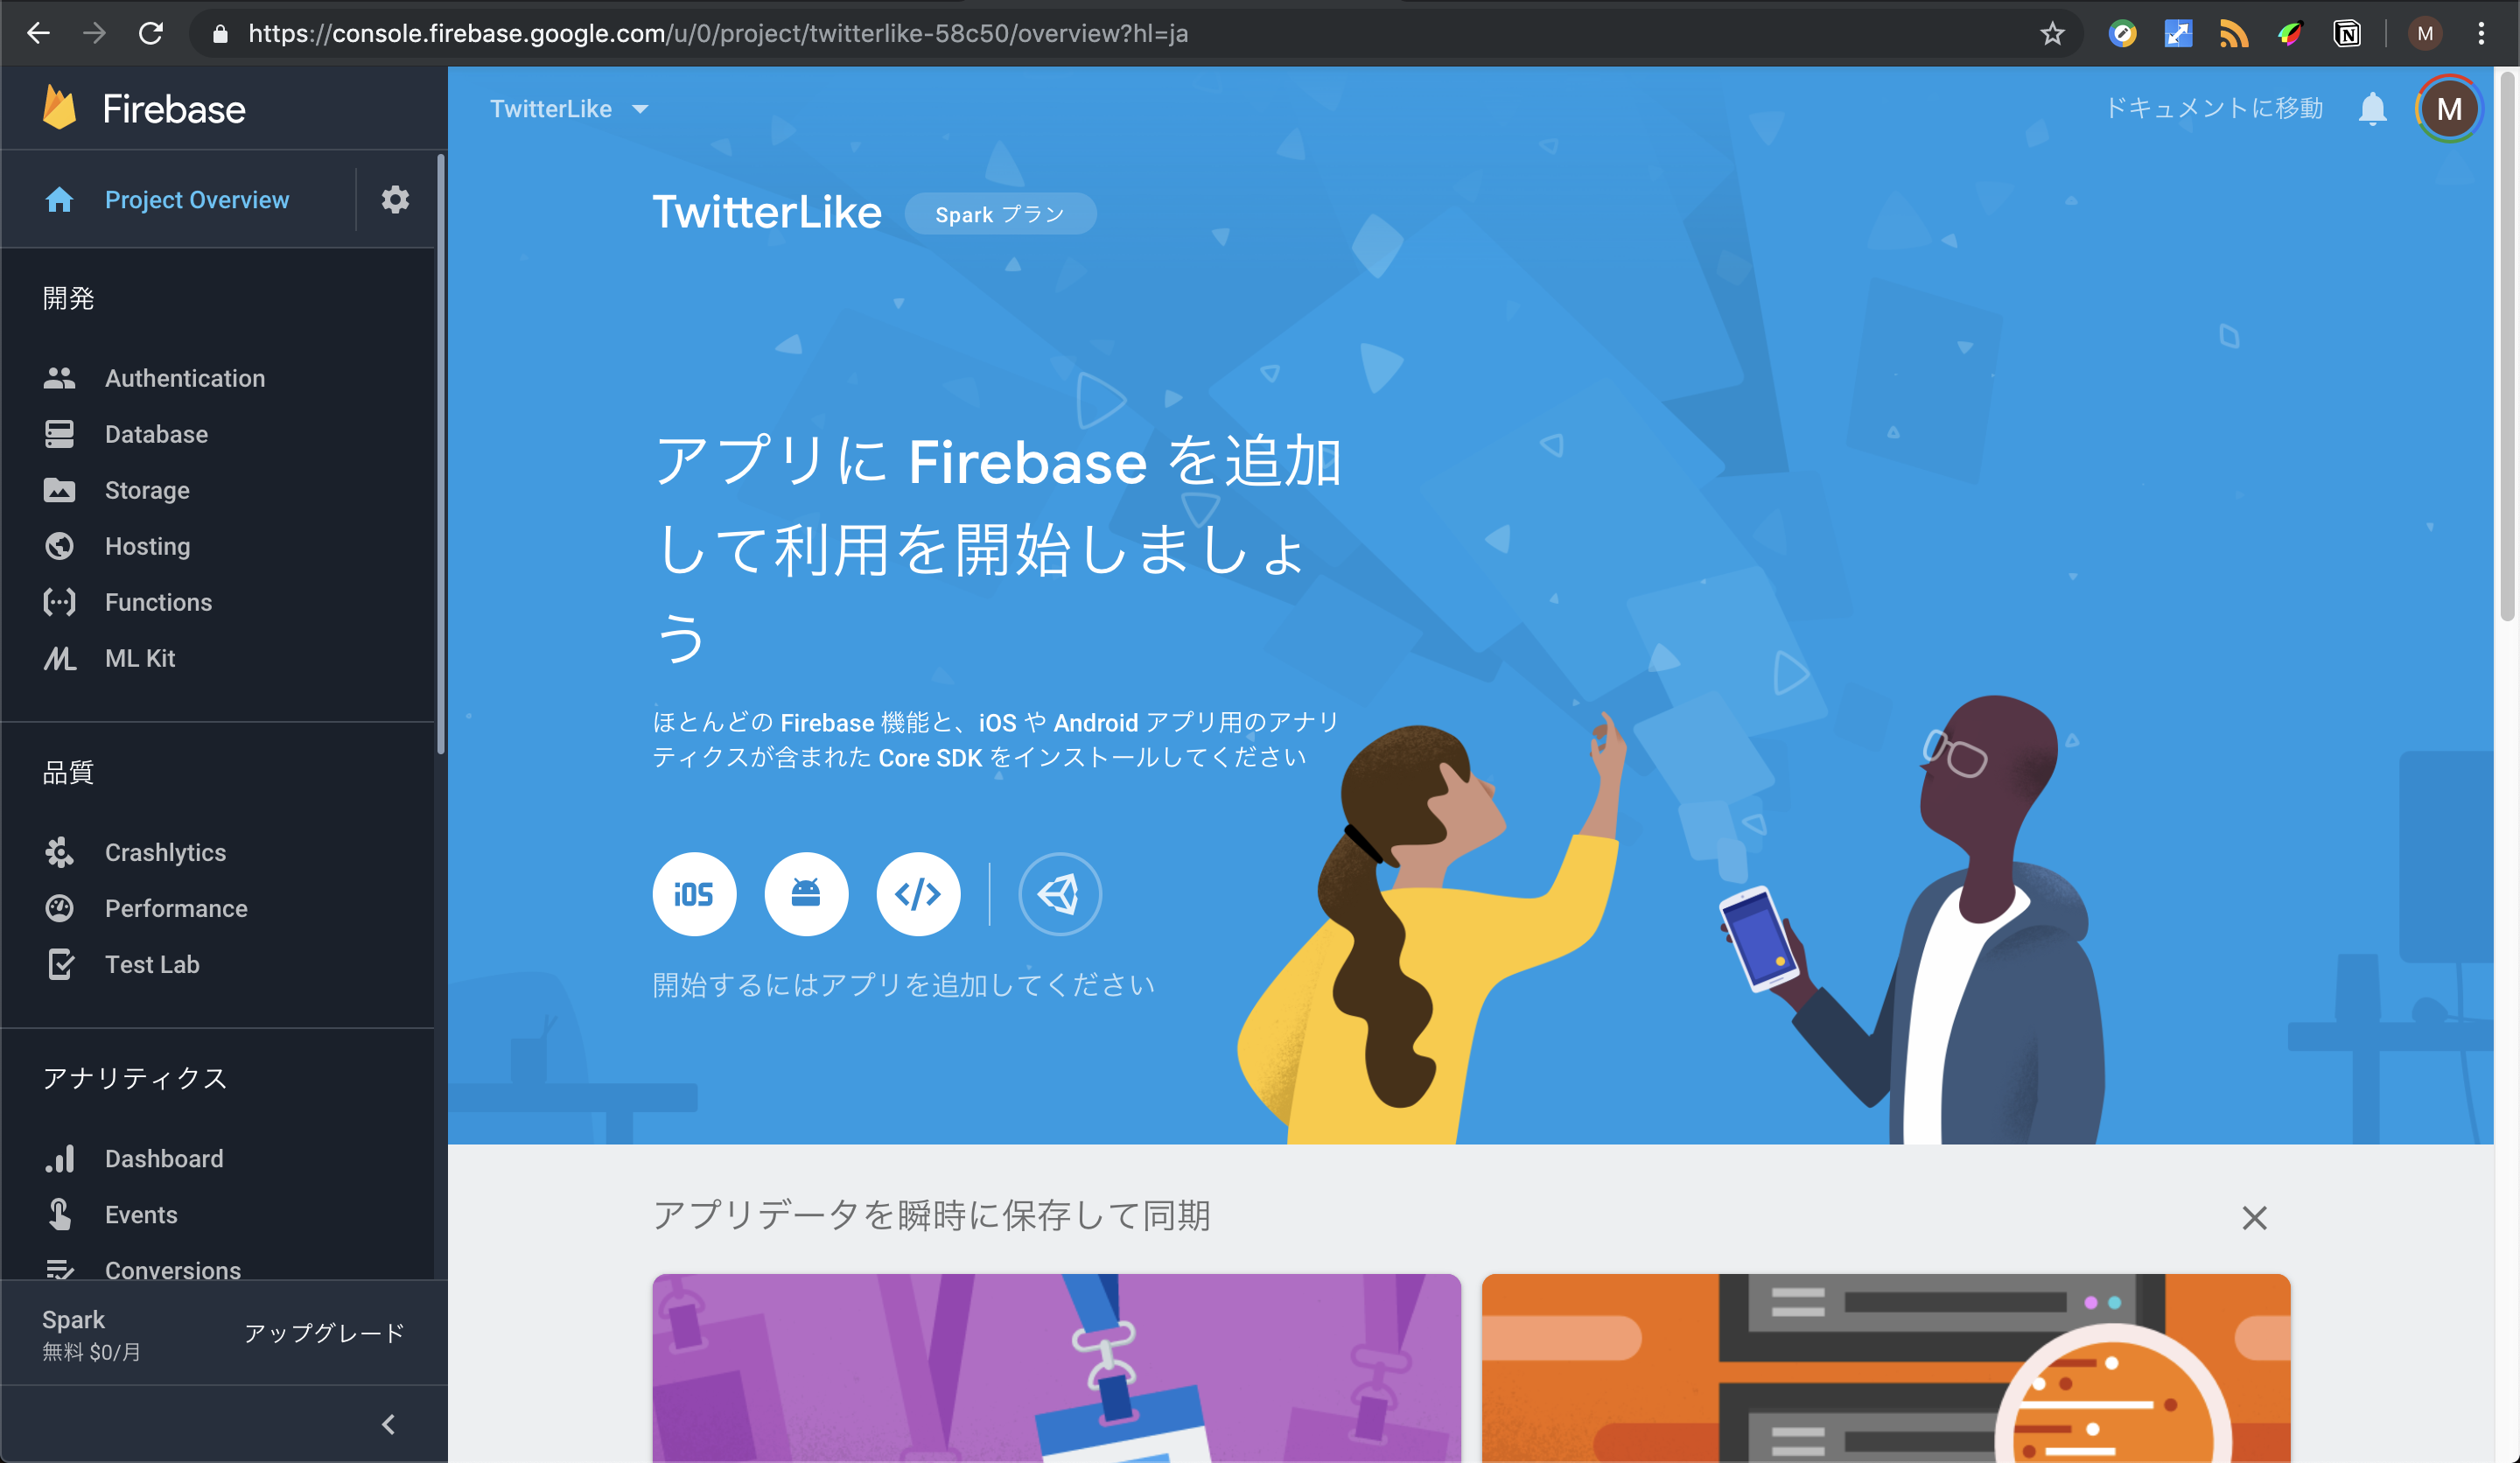 https://console.firebase.google.com/u/0/project/twitterlike-58c50/overview?hl=ja
M
Firebase
Project Overview
開発
Authentication
Database
Storage
Hosting
Functions
ML Kit
品質
Crashlytics
Performance
Test Lab
アナリティクス
Dashboard
Events
Conversions
Spark
無料 $0/月
アップグレード
TwitterLike
ドキュメントに移動
M
TwitterLike
Spark プラン
アプリに Firebase を追加
して利用を開始しましょ
う
ほとんどの Firebase 機能と、iOS や Android アプリ用のアナリ
ティクスが含まれた Core SDK をインストールしてください
iOS
開始するにはアプリを追加してください
アプリデータを瞬時に保存して同期